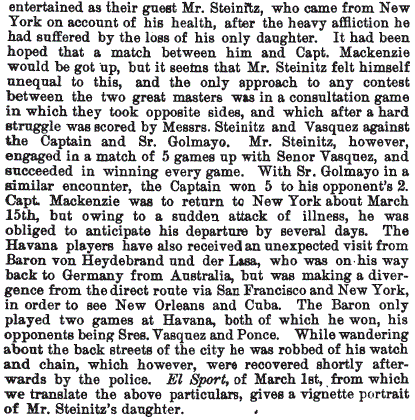 entertained as their guest Mr. Steinitz, who came from New
York on account of his health, after the heavy affliction he
had suffered by the loss of his only daughter. It had been
hoped that a match between him and Capt. Mackenzie
would be got up, but it seems that Mr. Steinitz felt himself
unequal to this, and the only approach to any contest
between the two great masters was in a consultation game
in which they took opposite sides, and which after a hard
struggle was scored by Messrs. Steinitz and Vasquez against
the Captain and Sr. Golmayo. Mr. Steinitz, however,
engaged in a match of 5 games up with Senor Vasquez, and
succeeded in winning every game. With Sr. Golmayo in a
similar encounter, the Captain won 5 to his opponent's 2.
Capt. Mackenzie was to return to New York about March
15th, but owing to a sudden attack of illness, he was
obliged to anticipate his departure by several days. The
Havana players have also received an unexpected visit from
Baron von Heydebrand und der Lasa, who was on his way
back to Germany from Australia, but was making a diver-
gence from the direct route via San Francisco and New York,
in order to see New Orleans and Cuba. The Baron only
played two games at Havana, both of which he won, his
opponents being Sres. Vasquez and Ponce. While wandering
about the back streets of the city he was robbed of his watch
and chain, which however, were recovered shortly after-
wards by the police. El Sport, of March 1st, from which
we translate the above particulars, gives a vignette portrait
of Mr. Steinitz's daughter.